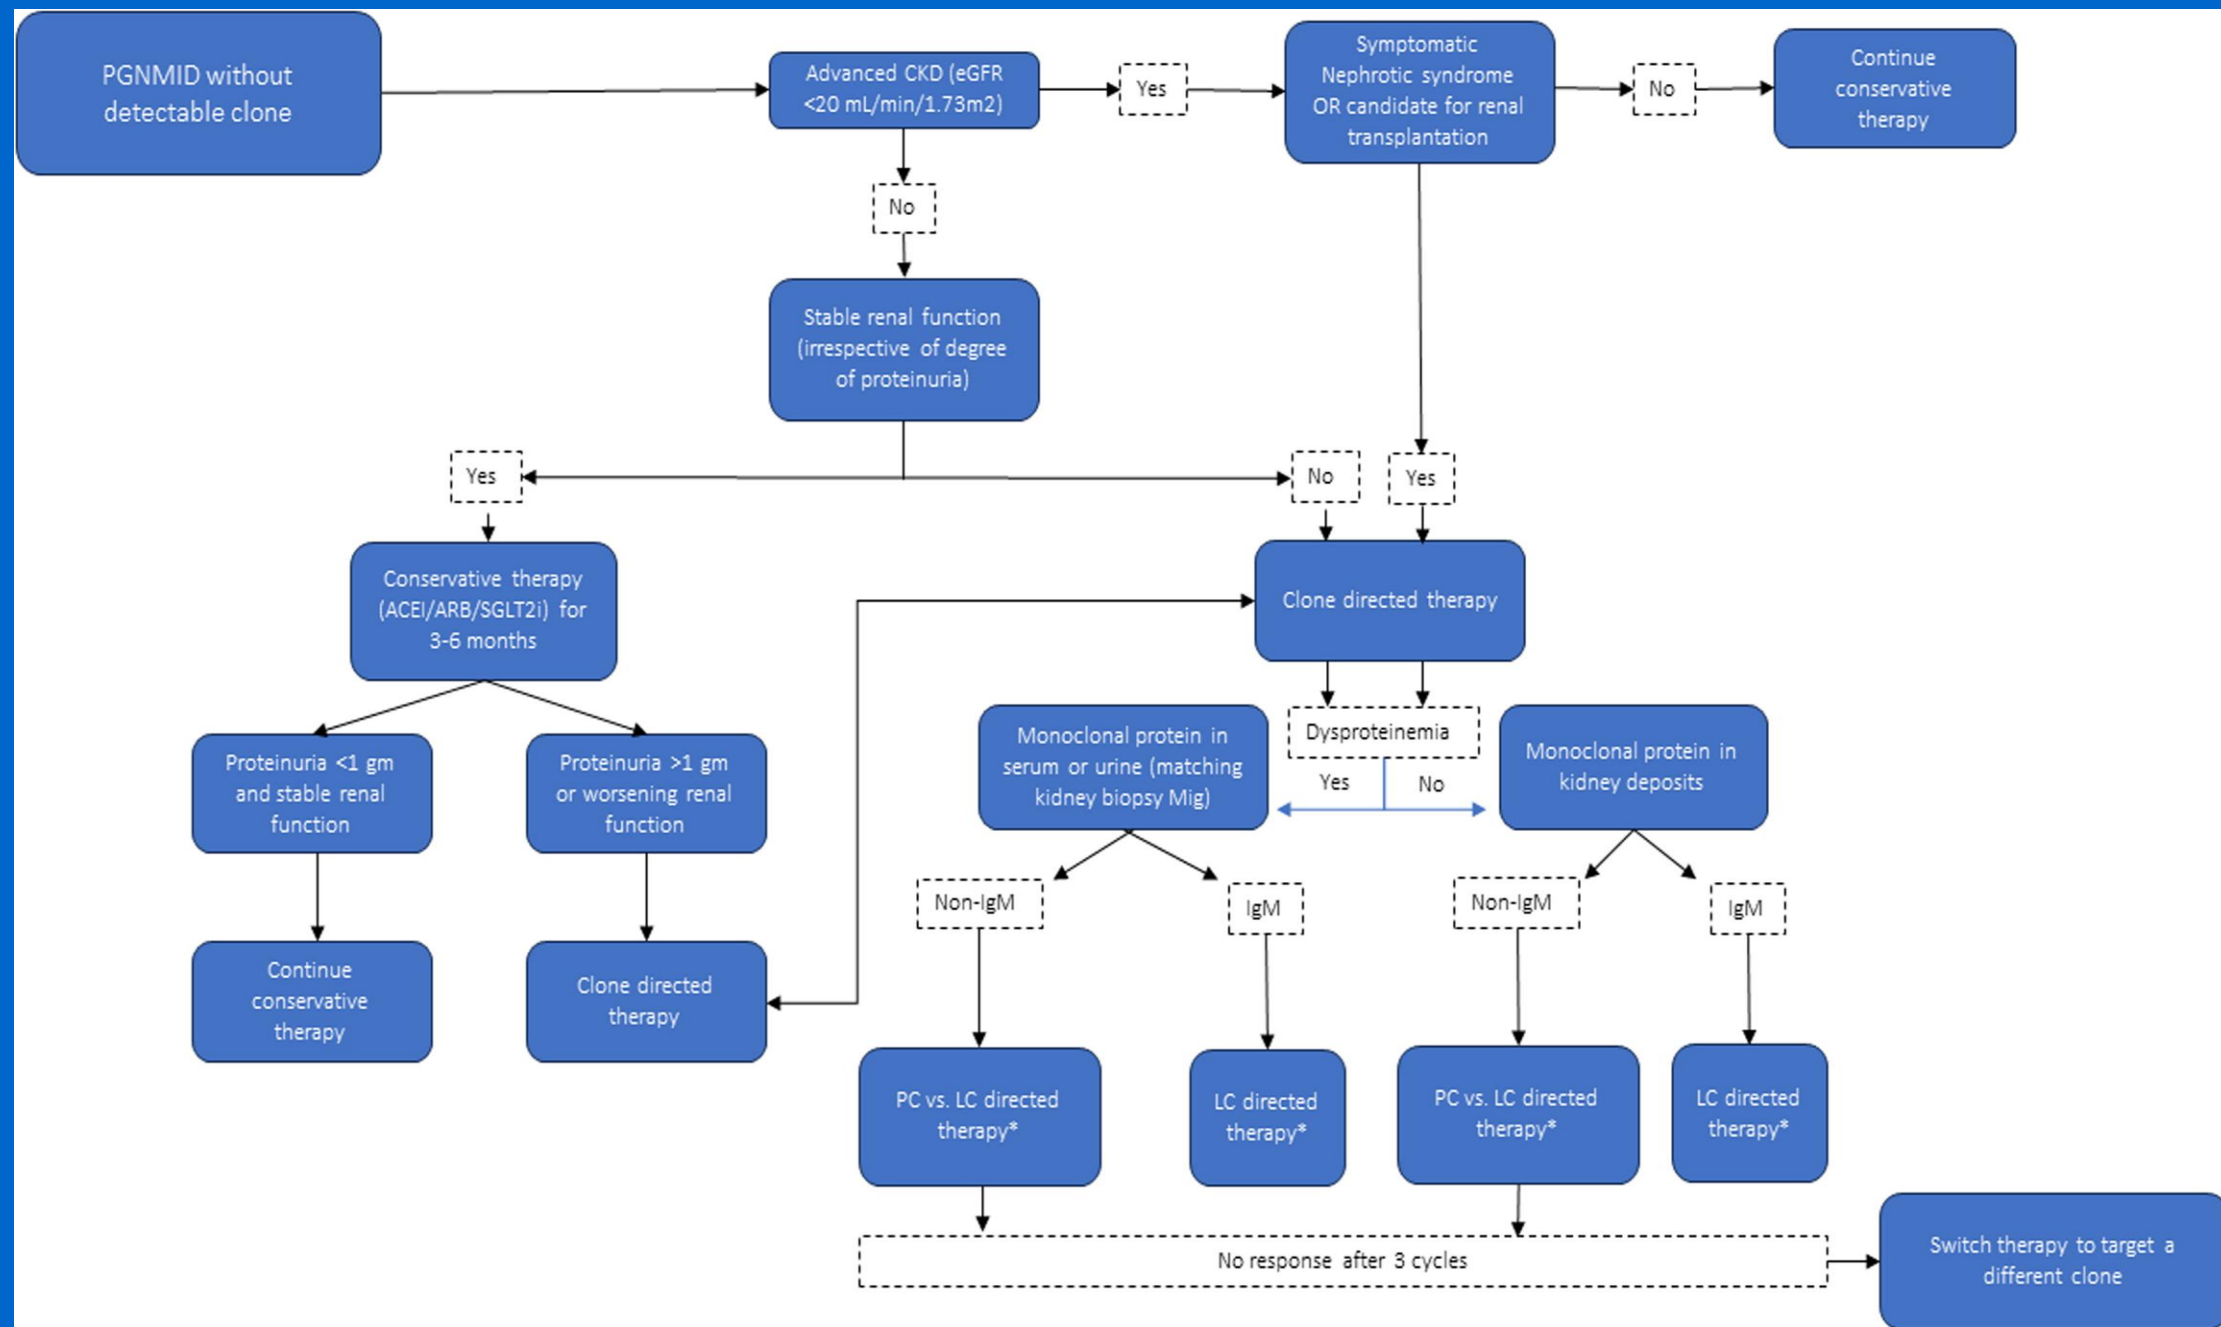 PGNMID without
detectable clone
Advanced CKD (eGFR
<20 mL/min/1.73m2)
Yes
Symptomatic
Nephrotic syndrome
OR candidate for renal
transplantation
No
Continue
conservative
therapy
No
Stable renal function
(irrespective of degree
of proteinuria)
Yes
No
Yes
Conservative therapy
(ACEI/ARB/SGLT2i) for
3-6 months
Clone directed therapy
Proteinuria <1 gm
and stable renal
function
Proteinuria >1 gm
or worsening renal
function
Monoclonal protein in
serum or urine (matching
kidney biopsy Mig)
Dysproteinemia
Yes
No
Monoclonal protein in
kidney deposits
Non-IgM
IgM
Non-IgM
IgM
Continue
conservative
therapy
Clone directed
therapy
PC vs. LC directed
therapy*
LC directed
therapy*
PC vs. LC directed
therapy*
LC directed
therapy*
No response after 3 cycles
Switch therapy to target a
different clone